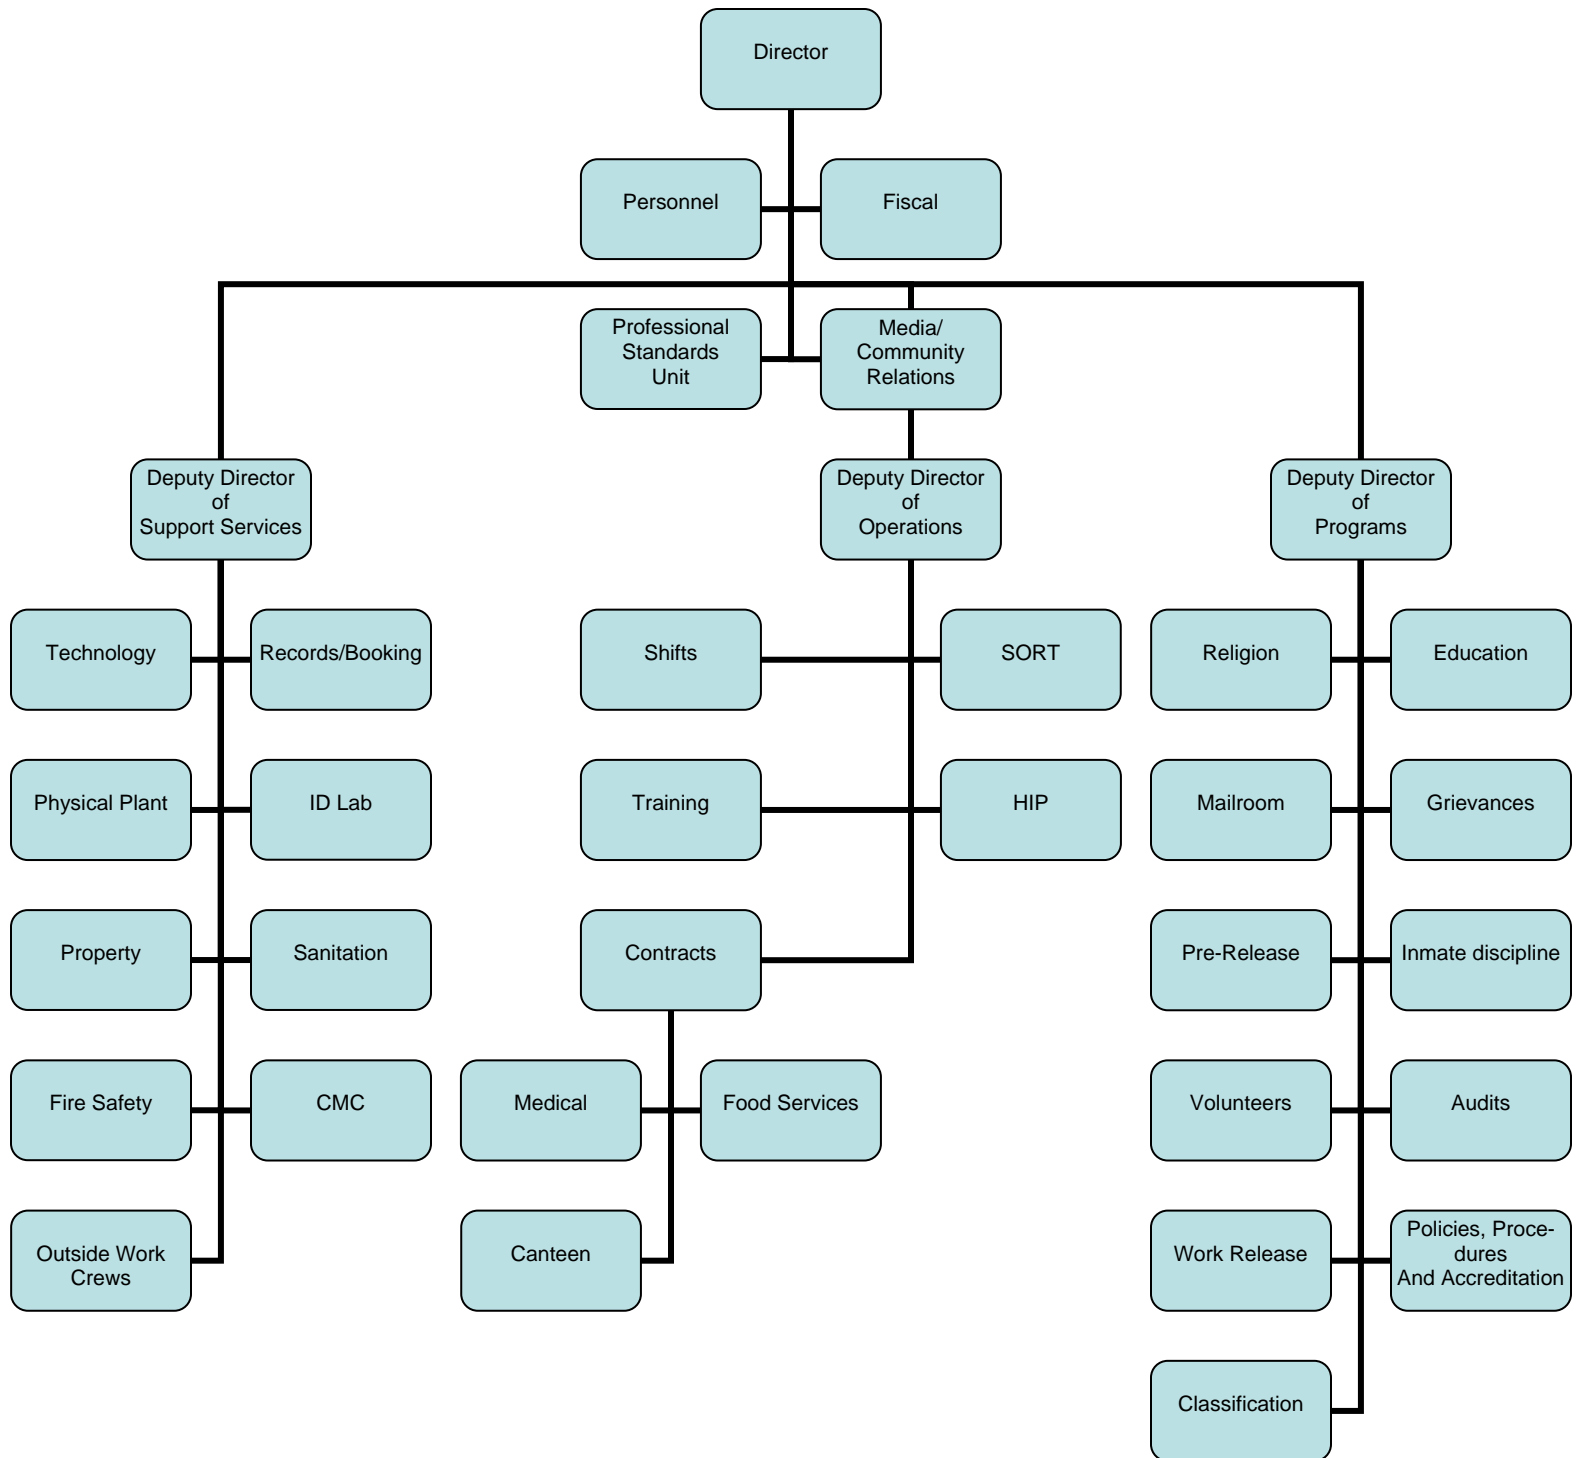 Director
Personnel
Fiscal
Professional
Standards
Unit
Media/
Community
Relations
Deputy Director
of
Support Services
Deputy Director
of
Operations
Deputy Director
of
Programs
Technology
Records/Booking
Shifts
SORT
Religion
Education
Physical Plant
ID Lab
Training
HIP
Mailroom
Grievances
Property
Sanitation
Contracts
Pre-Release
Inmate discipline
Fire Safety
CMC
Medical
Food Services
Volunteers
Audits
Outside Work
Crews
Canteen
Work Release
Policies, Proce-
dures
And Accreditation
Classification